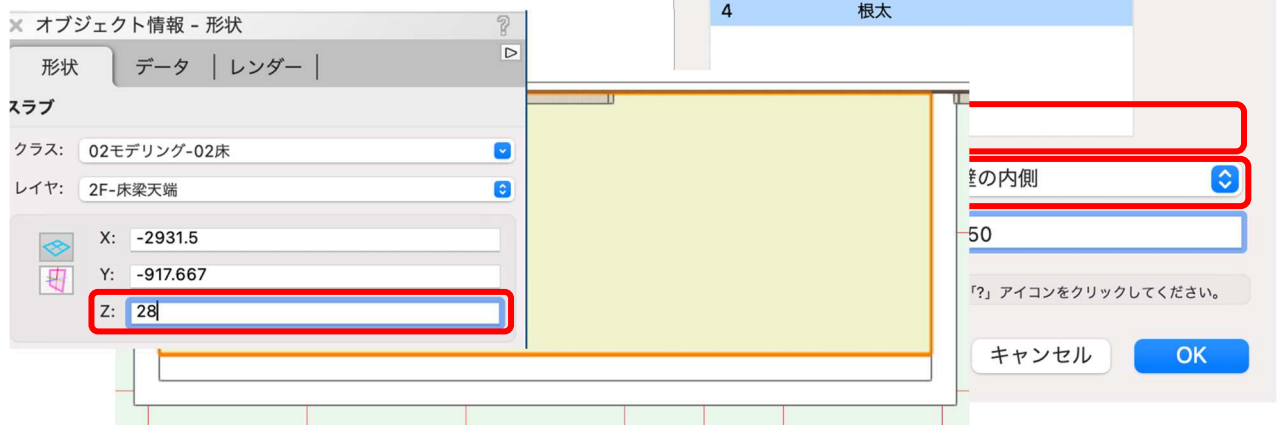 × オブジェクト情報 - 形状 ?
形状 データ レンダー
スラブ
クラス: 02モデリング-02床
レイヤ: 2F-床梁天端
X: -2931.5
Y: -917.667
Z: 28
4 根太
壁の内側
50
「?」アイコンをクリックしてください。
キャンセル OK